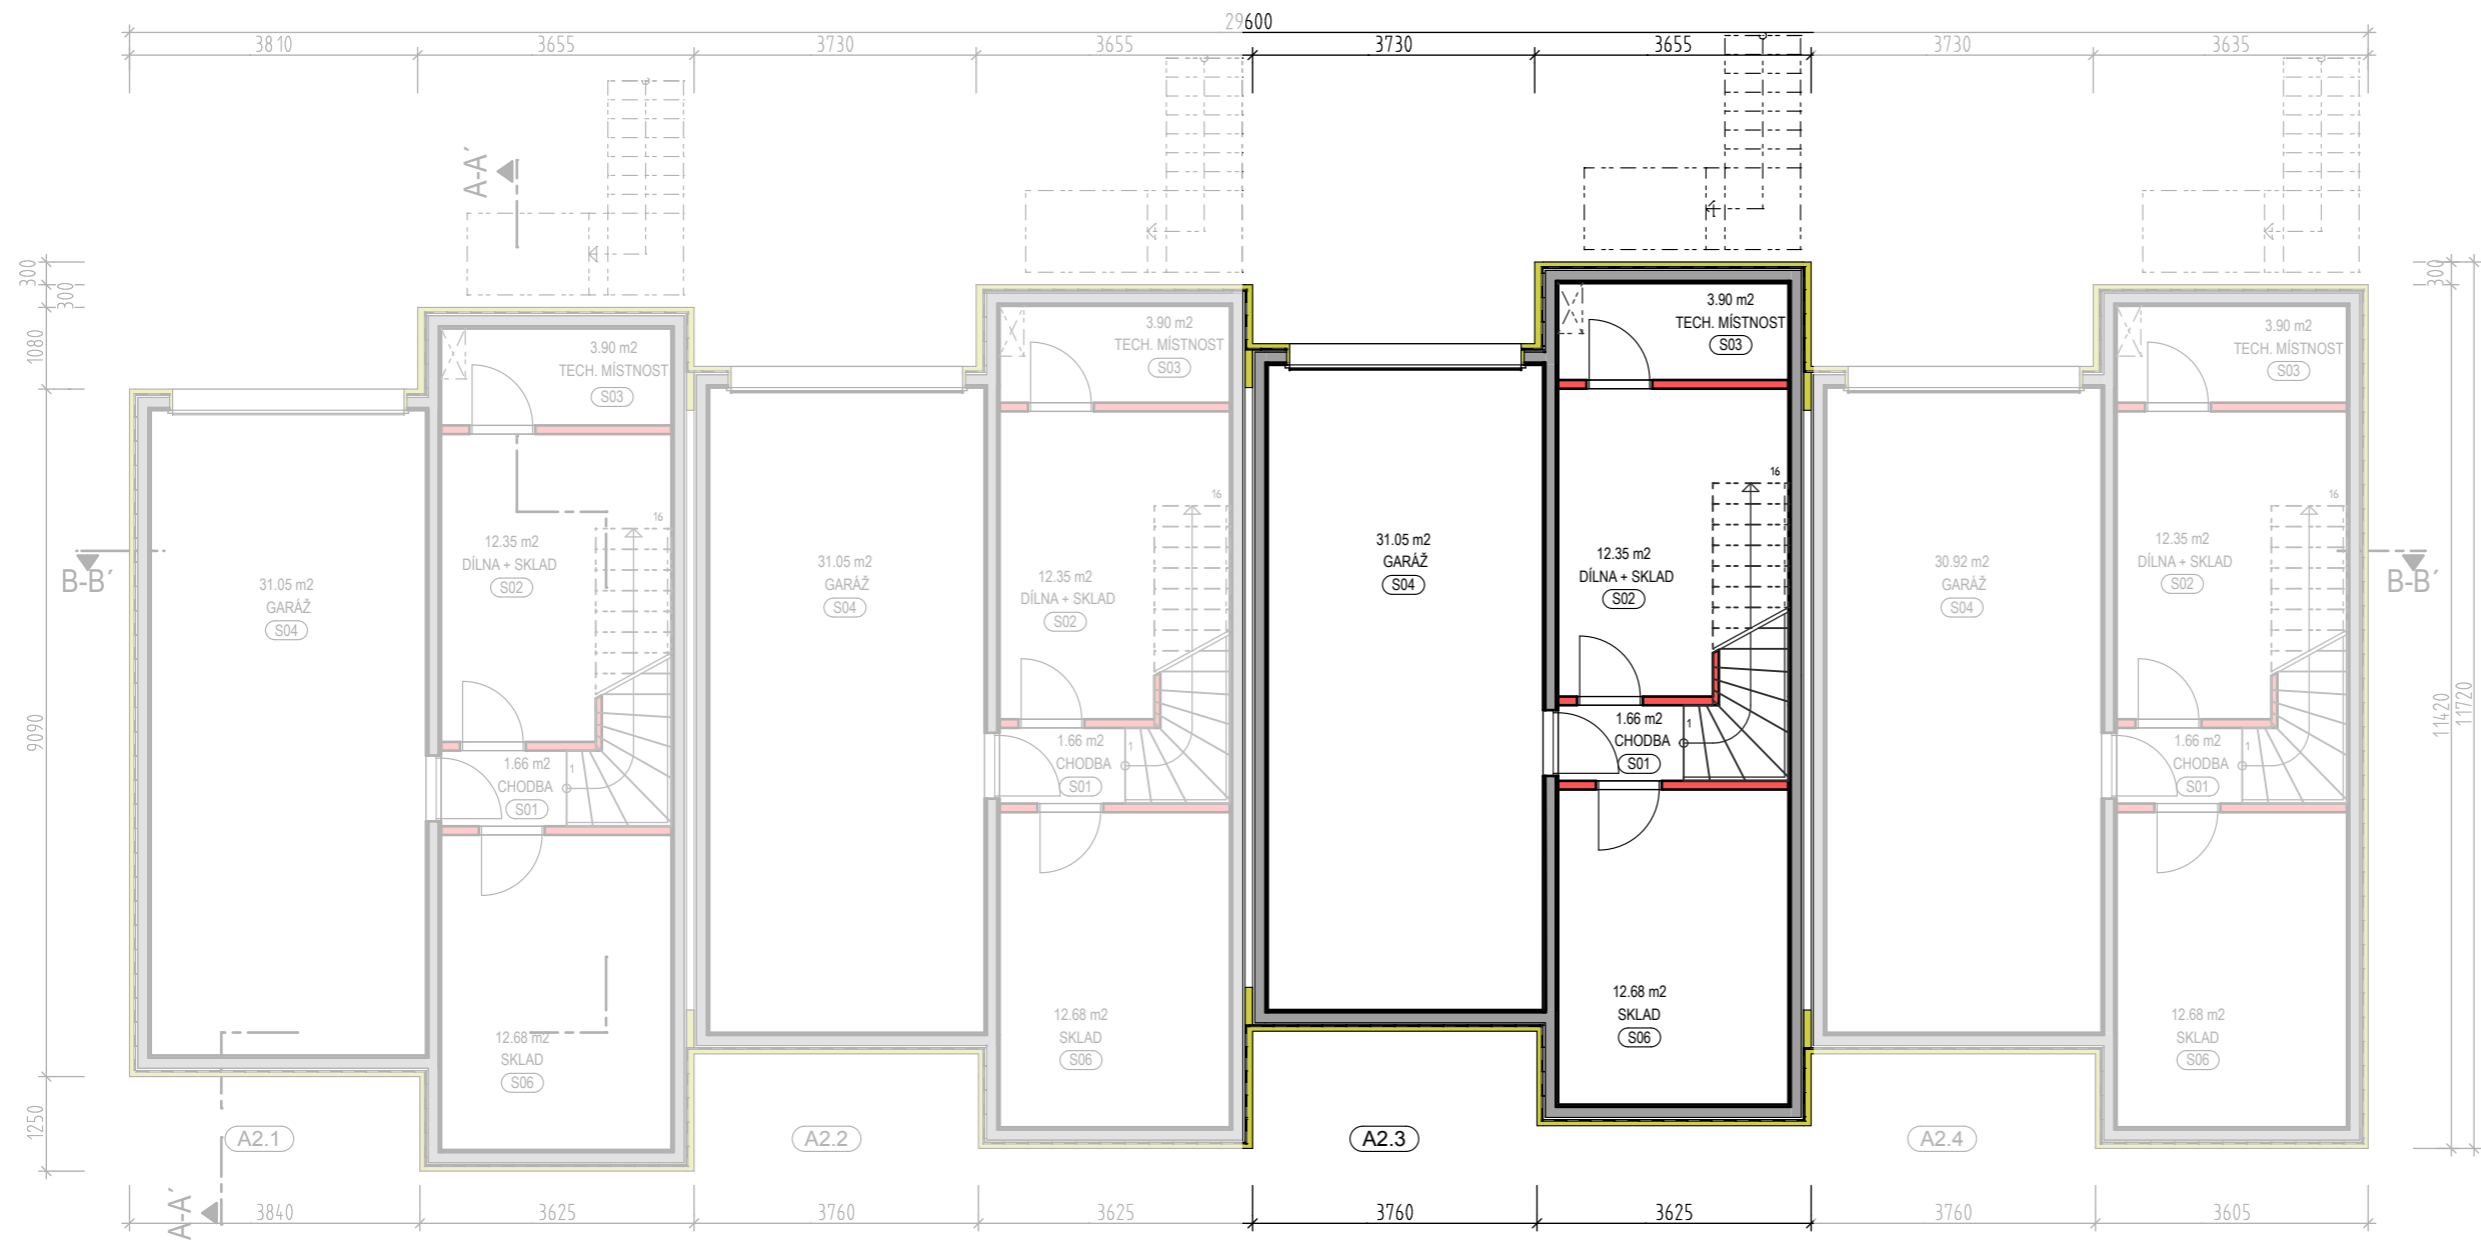 29600
3810 3655 3730 3655 3730 3655 3730 3635
A-A´
300
300
1080
9090
1250
300
11420
11720
B-B´
B-B´
3.90 m2
TECH. MÍSTNOST
S03
16
12.35 m2
DÍLNA + SKLAD
S02
31.05 m2
GARÁŽ
S04
1.66 m2
CHODBA
S01
1
12.68 m2
SKLAD
S06
A2.1
3.90 m2
TECH. MÍSTNOST
S03
16
31.05 m2
GARÁŽ
S04
12.35 m2
DÍLNA + SKLAD
S02
1.66 m2
CHODBA
S01
1
12.68 m2
SKLAD
S06
A2.2
3.90 m2
TECH. MÍSTNOST
S03
16
31.05 m2
GARÁŽ
S04
12.35 m2
DÍLNA + SKLAD
S02
1.66 m2
CHODBA
S01
1
12.68 m2
SKLAD
S06
A2.3
3.90 m2
TECH. MÍSTNOST
S03
16
30.92 m2
GARÁŽ
S04
12.35 m2
DÍLNA + SKLAD
S02
1.66 m2
CHODBA
S01
1
12.68 m2
SKLAD
S06
A2.4
A-A´
3840 3625 3760 3625 3760 3625 3760 3605